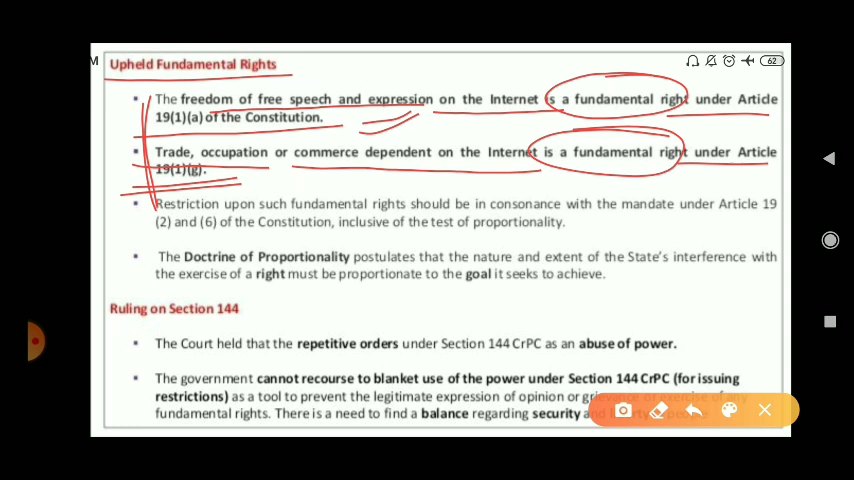 M
62
Upheld Fundamental Rights
The freedom of free speech and expression on the Internet is a fundamental right under Article
19(1)(a) of the Constitution.
Trade, occupation or commerce dependent on the Internet is a fundamental right under Article
19(1)(g).
Restriction upon such fundamental rights should be in consonance with the mandate under Article 19
(2) and (6) of the Constitution, inclusive of the test of proportionality.
The Doctrine of Proportionality postulates that the nature and extent of the State's interference with
the exercise of a right must be proportionate to the goal it seeks to achieve.
Ruling on Section 144
The Court held that the repetitive orders under Section 144 CrPC as an abuse of power.
The government cannot recourse to blanket use of the power under Section 144 CrPC (for issuing
restrictions) as a tool to prevent the legitimate expression of opinion or grievance or exercise of any
fundamental rights. There is a need to find a balance regarding security and